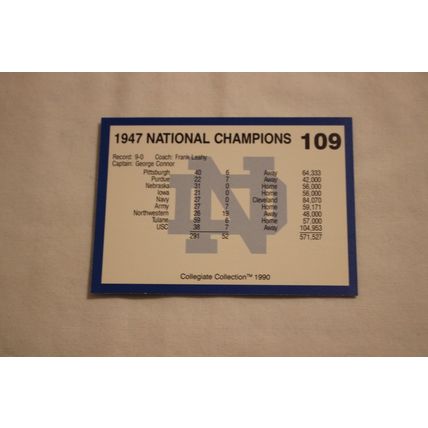 1947 NATIONAL CHAMPIONS 109
Record: 9-0 Coach: Frank Leahy
Captain: George Connor
Pittsburgh 40 6 Away 64,333
Purdue 22 7 Away 42,000
Nebraska 31 0 Home 56,000
Iowa 21 0 Home 56,000
Navy 27 0 Cleveland 84,070
Army 27 7 Home 59,171
Northwestern 26 19 Away 48,000
Tulane 59 6 Home 57,000
USC 38 7 Away 104,953
291 52 571,527
ND
Collegiate Collection™ 1990